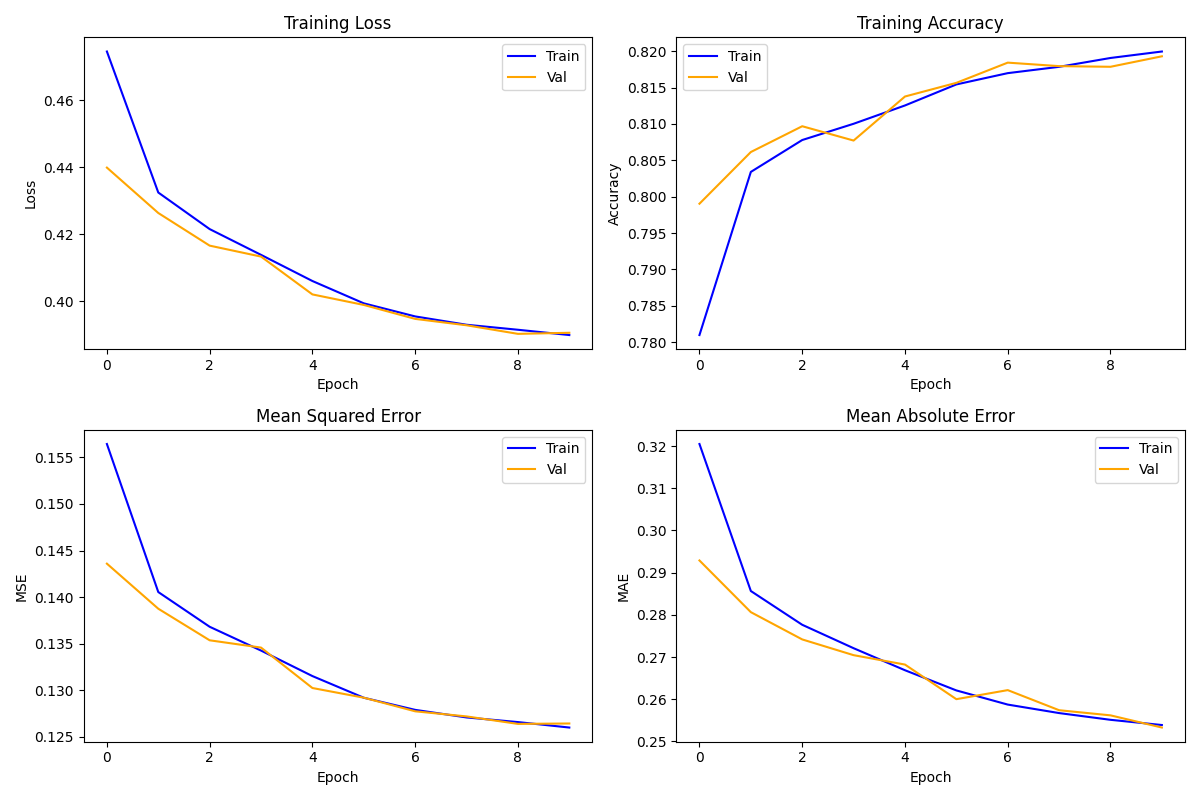 Training Loss
Train
Val
0.46
0.44
0.42
0.40
Loss
0 2 4 6 8
Epoch
Training Accuracy
Train
Val
0.820
0.815
0.810
0.805
0.800
0.795
0.790
0.785
0.780
Accuracy
0 2 4 6 8
Epoch
Mean Squared Error
Train
Val
0.155
0.150
0.145
0.140
0.135
0.130
0.125
MSE
0 2 4 6 8
Epoch
Mean Absolute Error
Train
Val
0.32
0.31
0.30
0.29
0.28
0.27
0.26
0.25
MAE
0 2 4 6 8
Epoch